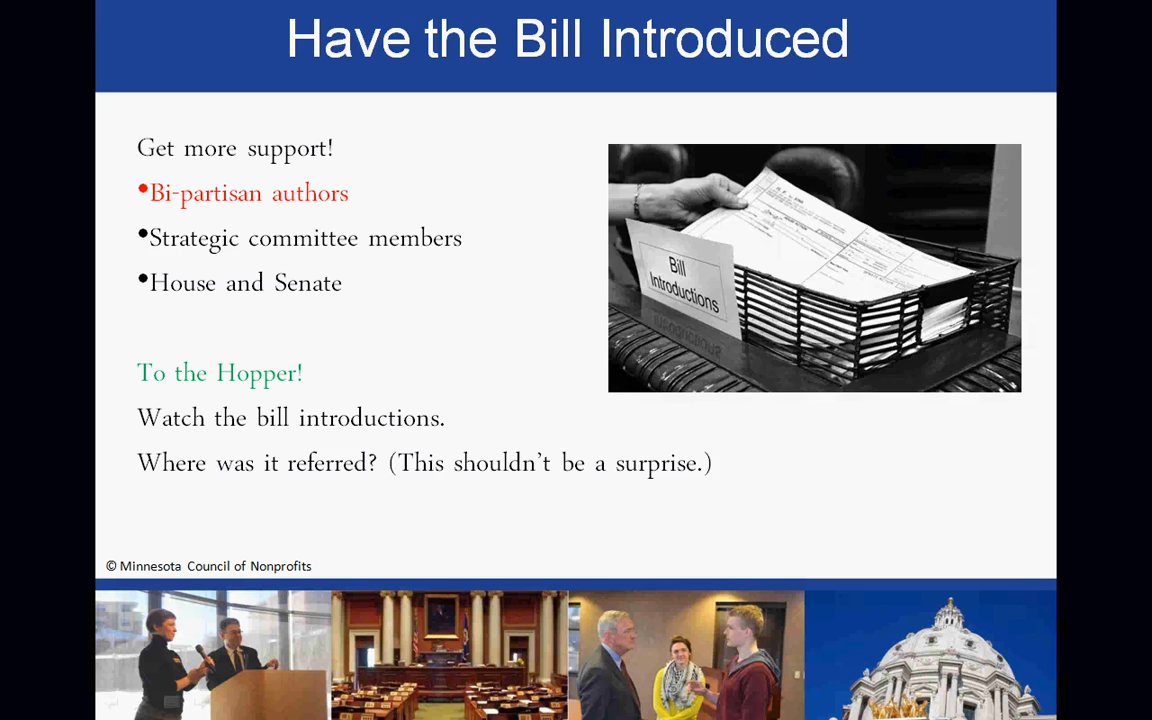 Have the Bill Introduced
Get more support!
•Bi-partisan authors
•Strategic committee members
•House and Senate
To the Hopper!
Watch the bill introductions.
Where was it referred? (This shouldn't be a surprise.)
Bill
Introductions
© Minnesota Council of Nonprofits